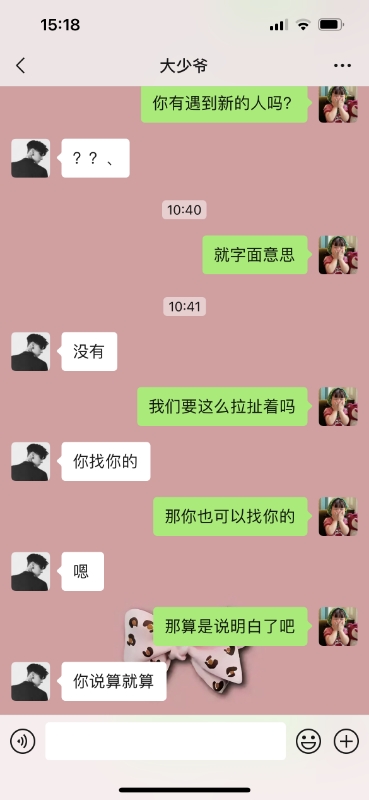 15:18
大少爷
你有遇到新的人吗?
？？、
10:40
就字面意思
10:41
没有
我们要这么拉扯着吗
你找你的
那你也可以找你的
嗯
那算是说明白了吧
你说算就算